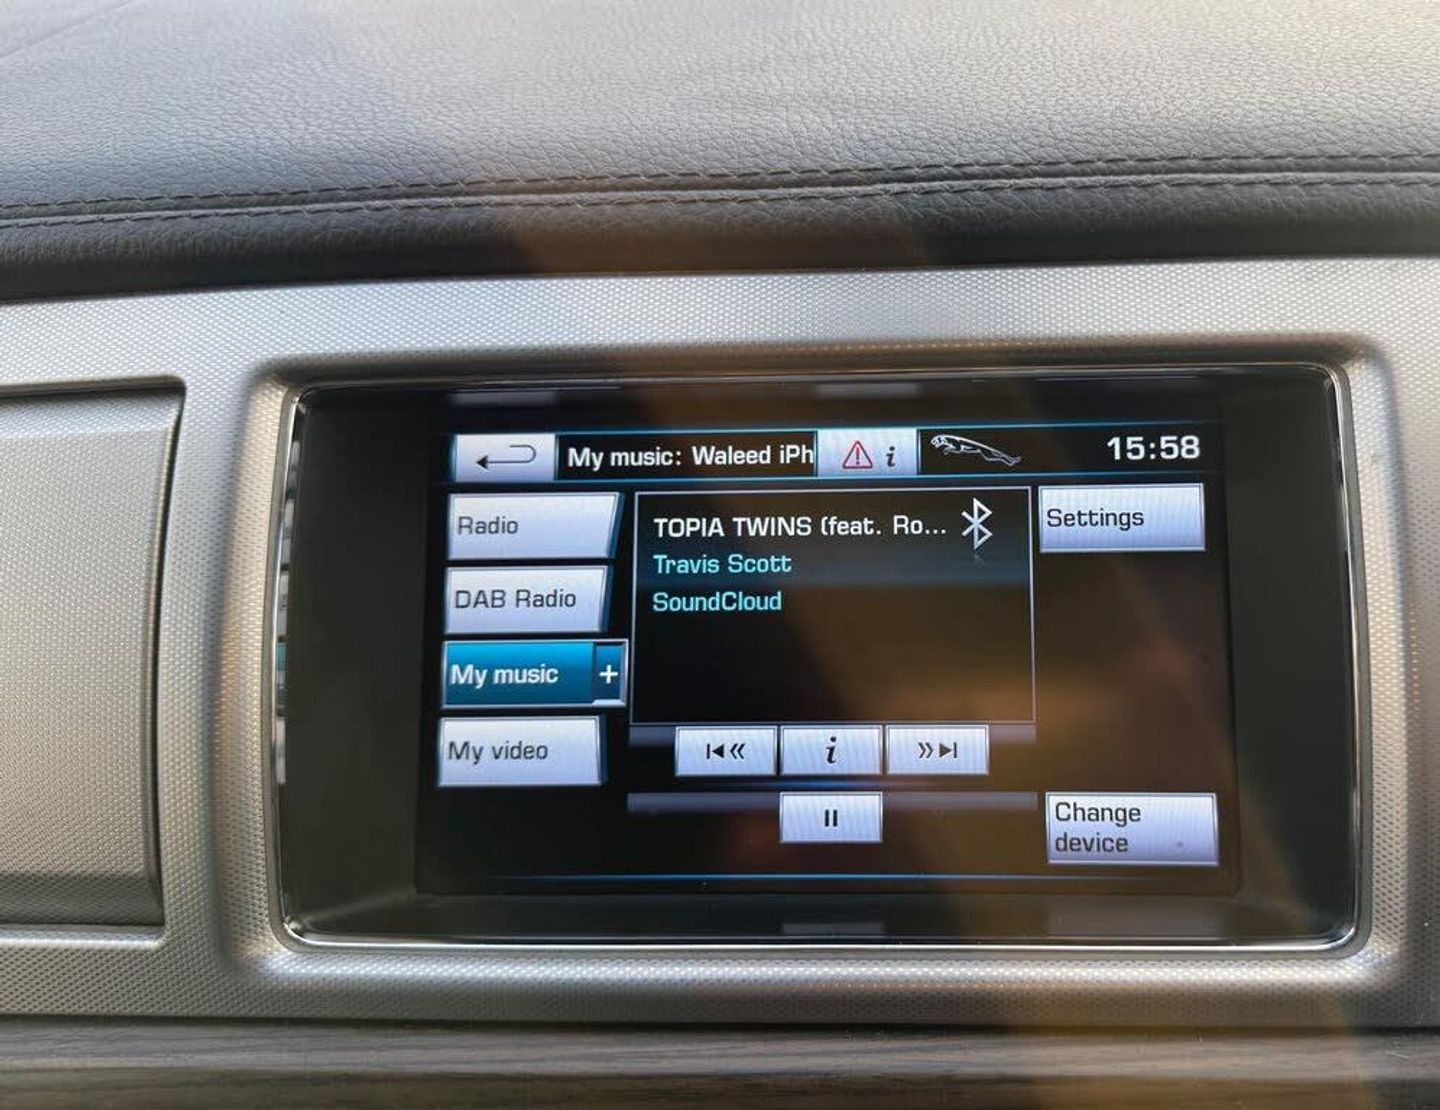 My music: Waleed iPh
i
15:58
Radio
DAB Radio
My music +
My video
TOPIA TWINS (feat. Ro...
Travis Scott
SoundCloud
Settings
i
Change
device